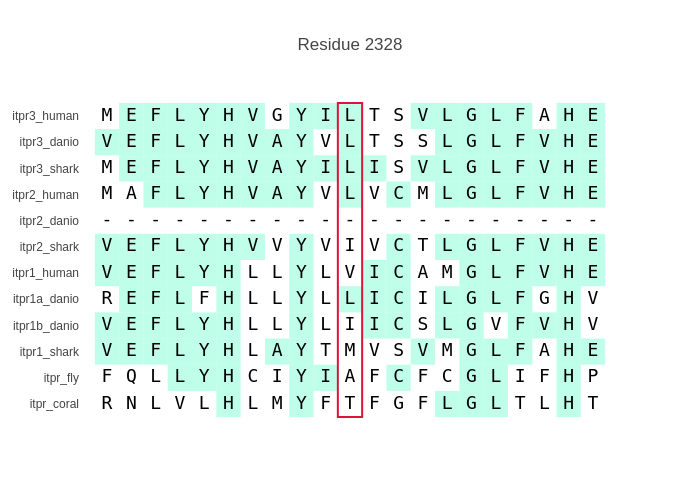 Residue 2328
itpr3_human M E F L Y H V G Y I L T S V L G L F A H E
itpr3_danio V E F L Y H V A Y V L T S S L G L F V H E
itpr3_shark M E F L Y H V A Y I L I S V L G L F V H E
itpr2_human M A F L Y H V A Y V L V C M L G L F V H E
itpr2_danio - - - - - - - - - - - - - - - - - - - - -
itpr2_shark V E F L Y H V V Y V I V C T L G L F V H E
itpr1_human V E F L Y H L L Y L V I C A M G L F V H E
itpr1a_danio R E F L F H L L Y L L I C I L G L F G H V
itpr1b_danio V E F L Y H L L Y L I I C S L G V F V H V
itpr1_shark V E F L Y H L A Y T M V S V M G L F A H E
itpr_fly F Q L L Y H C I Y I A F C F C G L I F H P
itpr_coral R N L V L H L M Y F T F G F L G L T L H T